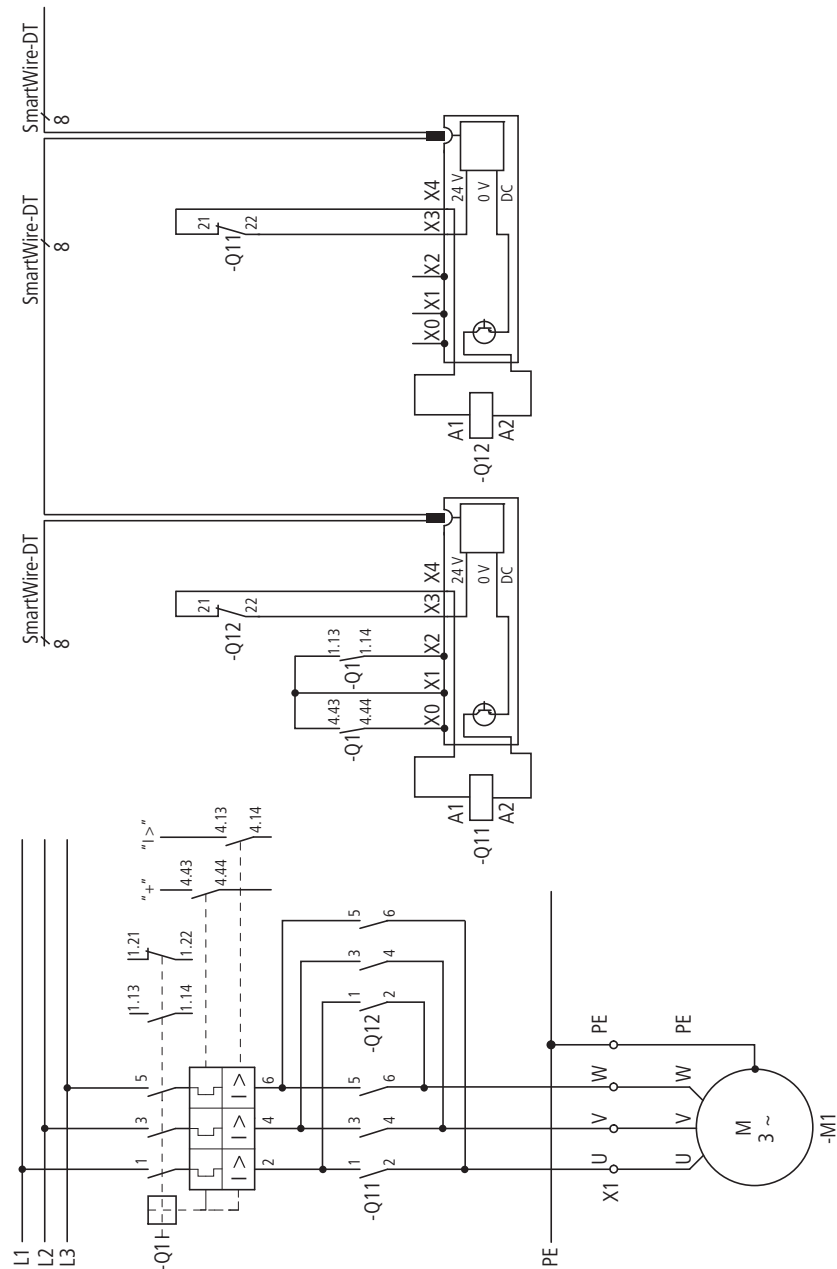 SmartWire-DT
8
SmartWire-DT
8
SmartWire-DT
8
L1
L2
L3
-Q1
1
3
5
I>
I>
I>
2
4
6
1.13
1.14
1.21
1.22
"+"
4.43
4.44
"I >"
4.13
4.14
-Q11
1
2
3
4
5
6
-Q12
1
2
3
4
5
6
PE
X1
U
V
W
PE
U
V
W
PE
M
3 ~
-M1
-Q11
A1
A2
-Q1
4.43
4.44
-Q1
1.13
1.14
-Q12
21
22
X0
X1
X2
X3
X4
24 V
0 V
DC
-Q12
A1
A2
-Q11
21
22
X0
X1
X2
X3
X4
24 V
0 V
DC